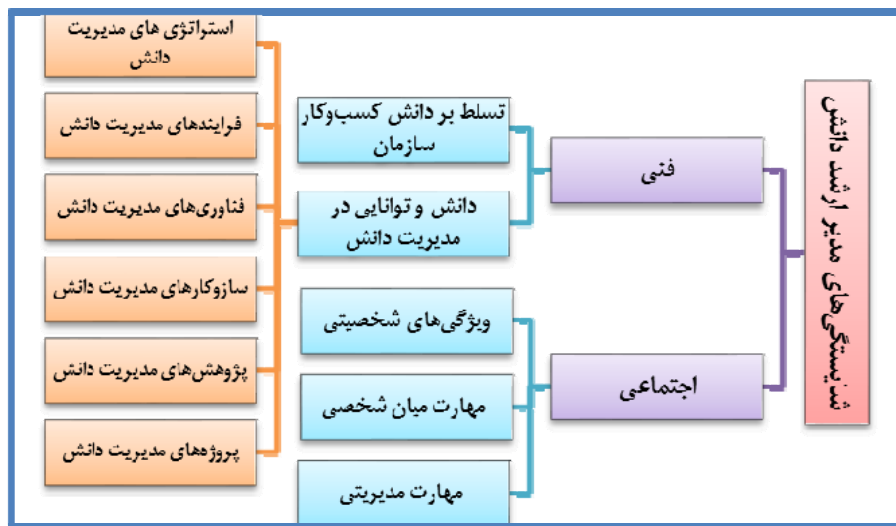 شایستگی‌های مدیر ارشد دانش
فنی
اجتماعی
تسلط بر دانش کسب‌وکار
سازمان
دانش و توانایی در
مدیریت دانش
ویژگی‌های شخصیتی
مهارت میان شخصی
مهارت مدیریتی
استراتژی های مدیریت
دانش
فرایندهای مدیریت دانش
فناوری‌های مدیریت دانش
سازوکارهای مدیریت دانش
پژوهش‌های مدیریت دانش
پروژه‌های مدیریت دانش